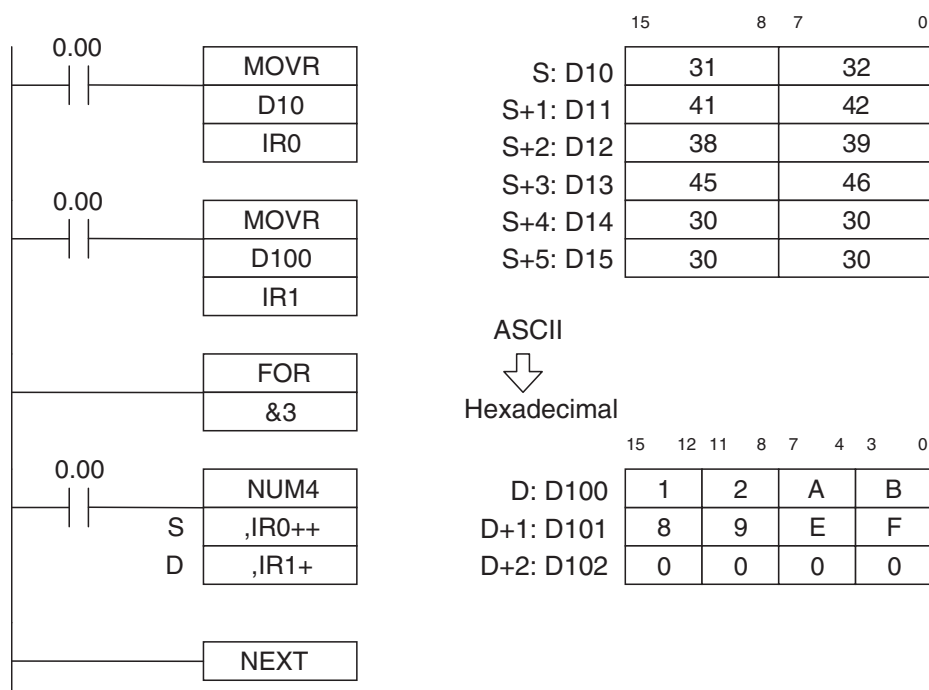 0.00
MOVR
D10
IR0
0.00
MOVR
D100
IR1
FOR
&3
0.00
NUM4
S ,IR0++
D ,IR1+
NEXT
15 8 7 0
S: D10 31 32
S+1: D11 41 42
S+2: D12 38 39
S+3: D13 45 46
S+4: D14 30 30
S+5: D15 30 30
ASCII
Hexadecimal
15 12 11 8 7 4 3 0
D: D100 1 2 A B
D+1: D101 8 9 E F
D+2: D102 0 0 0 0